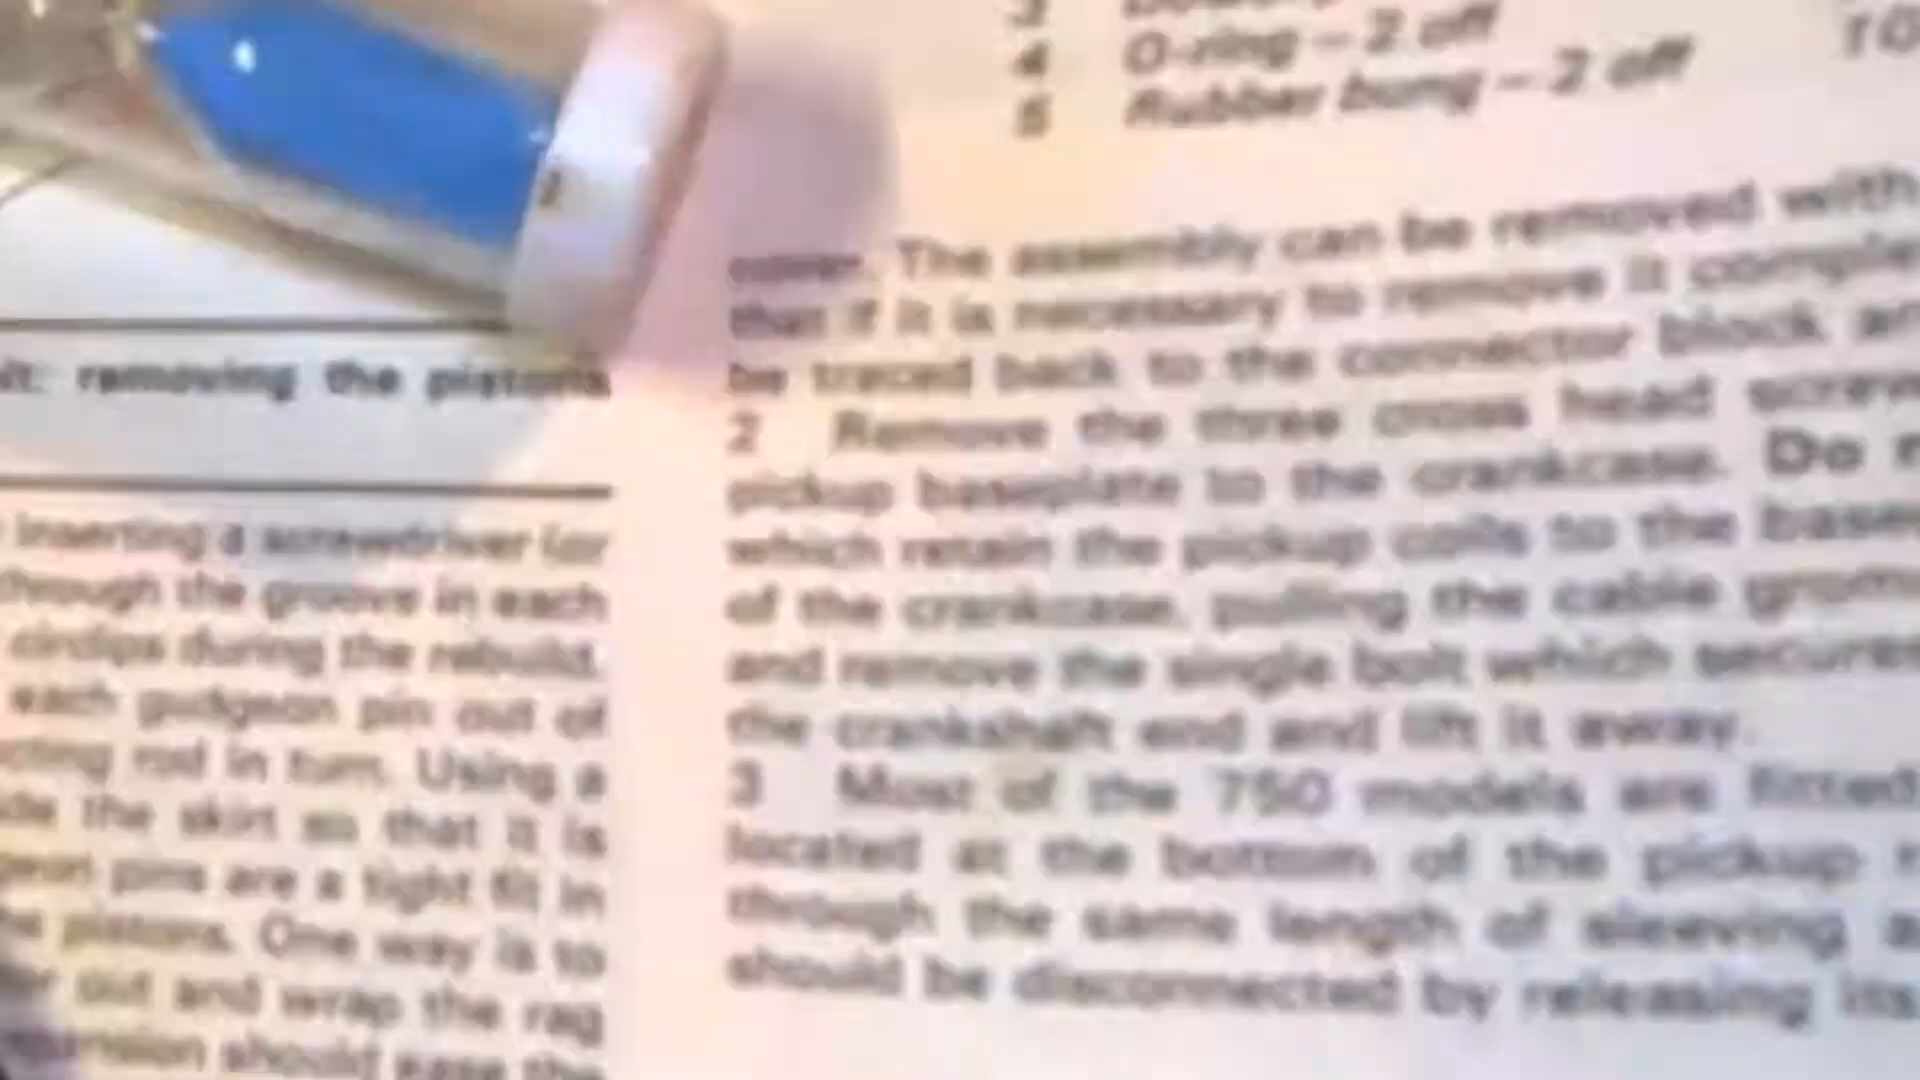 4 O-ring – 2 off
5 Rubber bung – 2 off
10
removing the pistons
inserting a screwdriver (or
through the groove in each
circlips during the rebuild.
each gudgeon pin out of
rod in turn. Using a
the skirt so that it is
pins are a tight fit in
pistons. One way is to
out and wrap the rag
should ease the
cover. The assembly can be removed with
that if it is necessary to remove it
be traced back to the connector block
2 Remove the three cross head
pickup baseplate to the crankcase. Do
which retain the pickup coils to the
of the crankcase, pulling the cable
and remove the single bolt which secures
the crankshaft end and lift it away.
3 Most of the 750 models are fitted
located at the bottom of the pickup
through the same length of sleeving
should be disconnected by releasing its